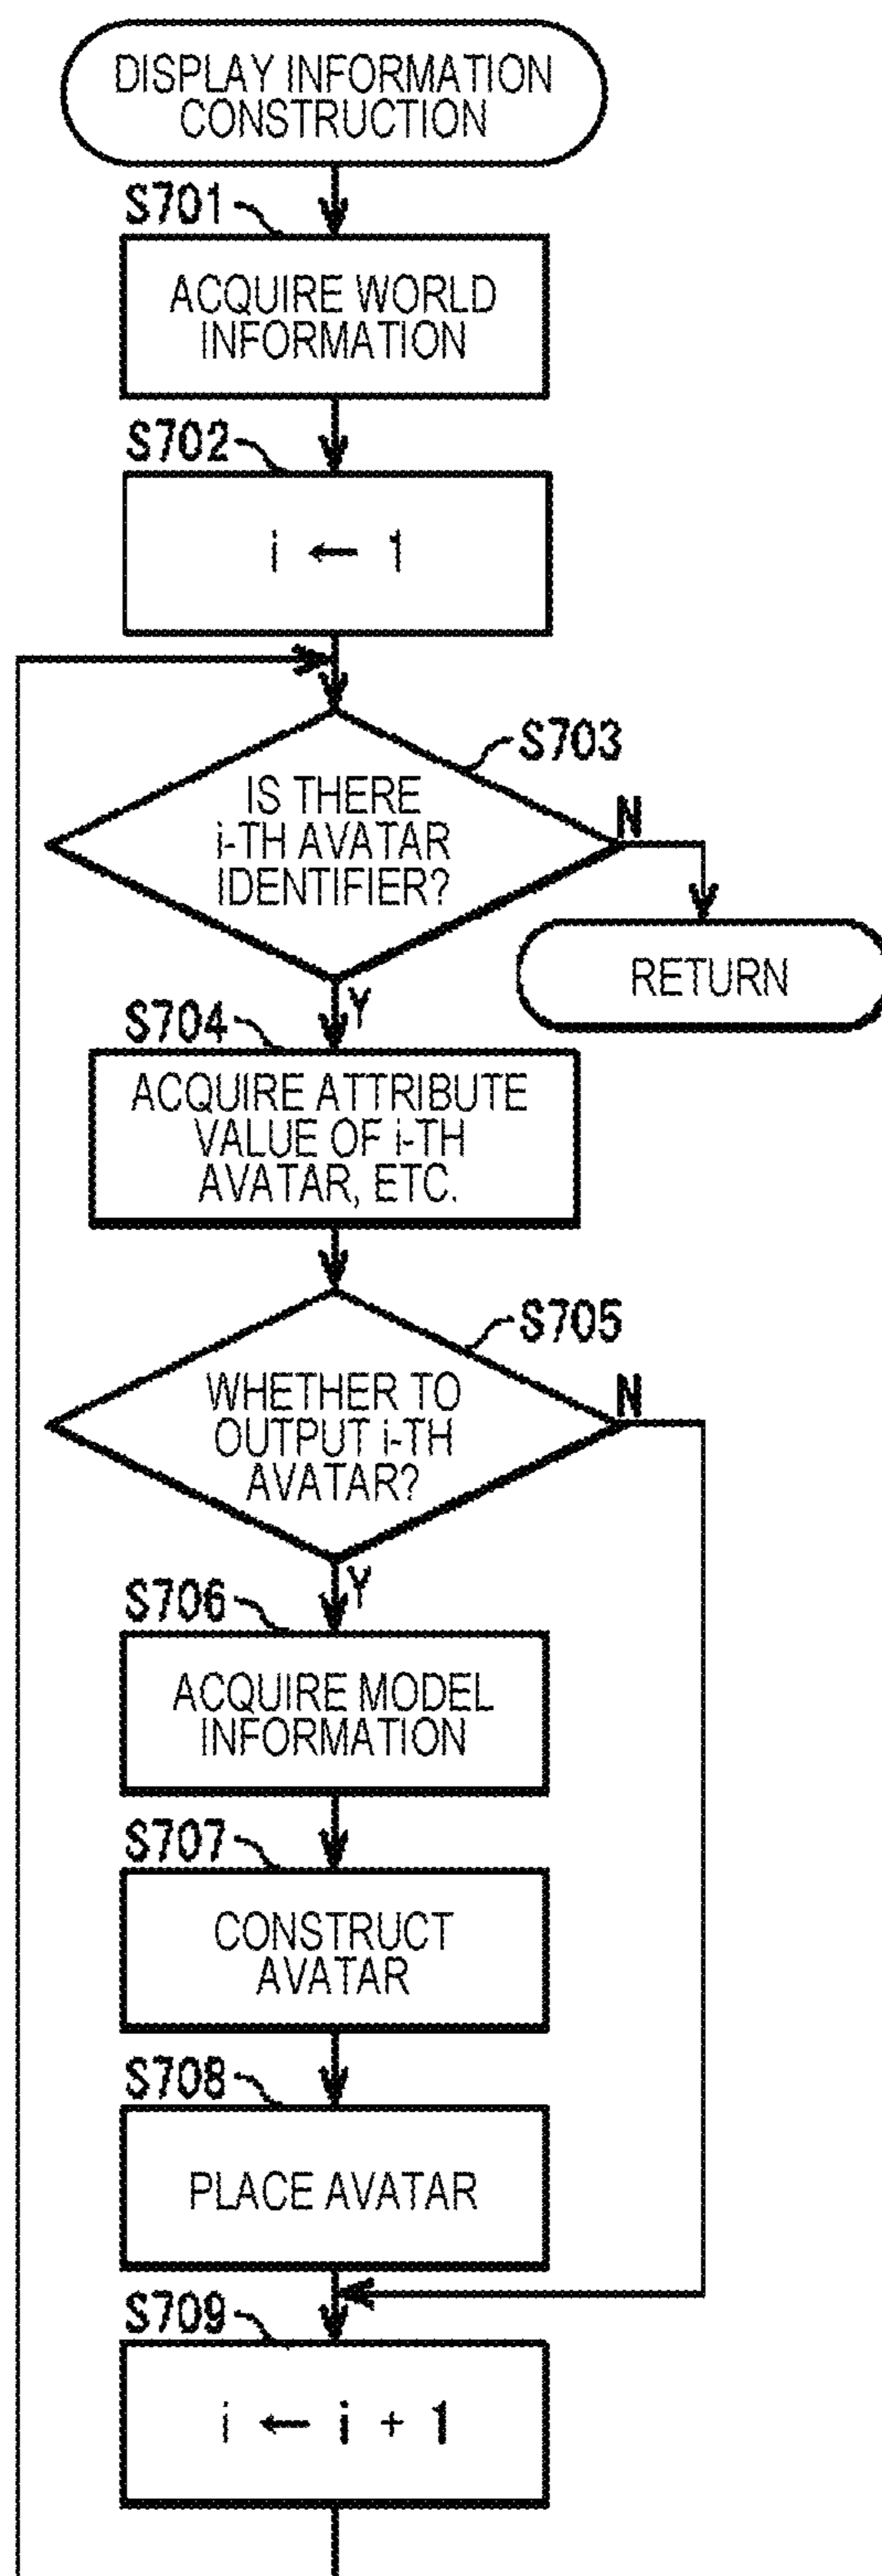 DISPLAY INFORMATION
CONSTRUCTION
S701
ACQUIRE WORLD
INFORMATION
S702
i ← 1
S703
IS THERE
i-TH AVATAR
IDENTIFIER?
N
RETURN
Y
S704
ACQUIRE ATTRIBUTE
VALUE OF i-TH
AVATAR, ETC.
S705
WHETHER TO
OUTPUT i-TH
AVATAR?
N
Y
S706
ACQUIRE MODEL
INFORMATION
S707
CONSTRUCT
AVATAR
S708
PLACE AVATAR
S709
i ← i + 1